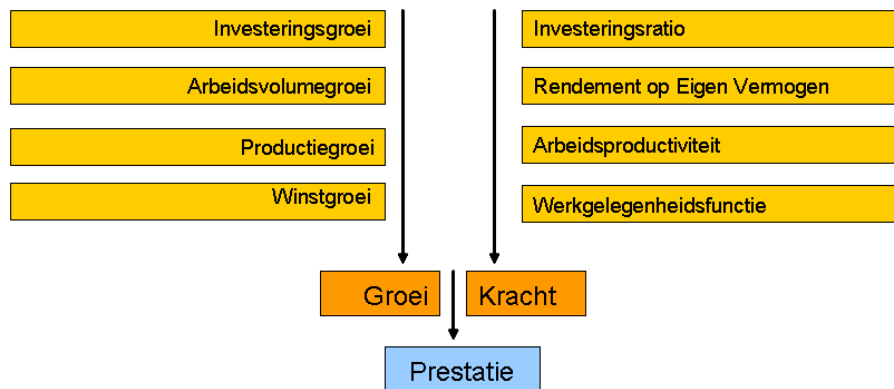 Investeringsgroei
Arbeidsvolumegroei
Productiegroei
Winstgroei
Investeringsratio
Rendement op Eigen Vermogen
Arbeidsproductiviteit
Werkgelegenheidsfunctie
Groei
Kracht
Prestatie